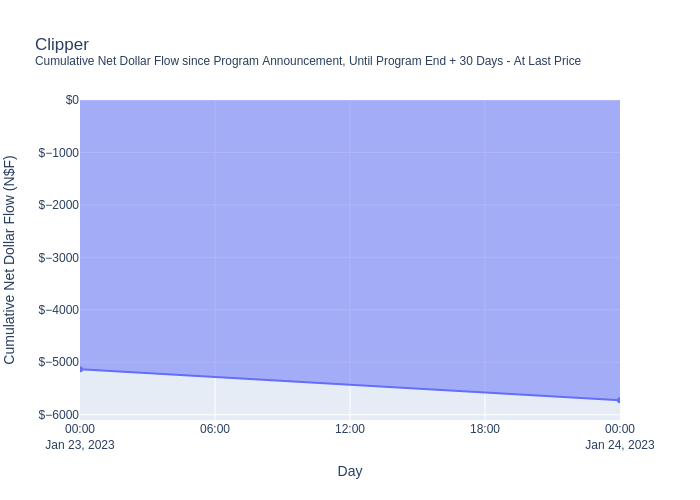 Clipper
Cumulative Net Dollar Flow since Program Announcement, Until Program End + 30 Days - At Last Price
Cumulative Net Dollar Flow (N$F)
$0
$−1000
$−2000
$−3000
$−4000
$−5000
$−6000
00:00 06:00 12:00 18:00 00:00
Jan 23, 2023 Jan 24, 2023
Day